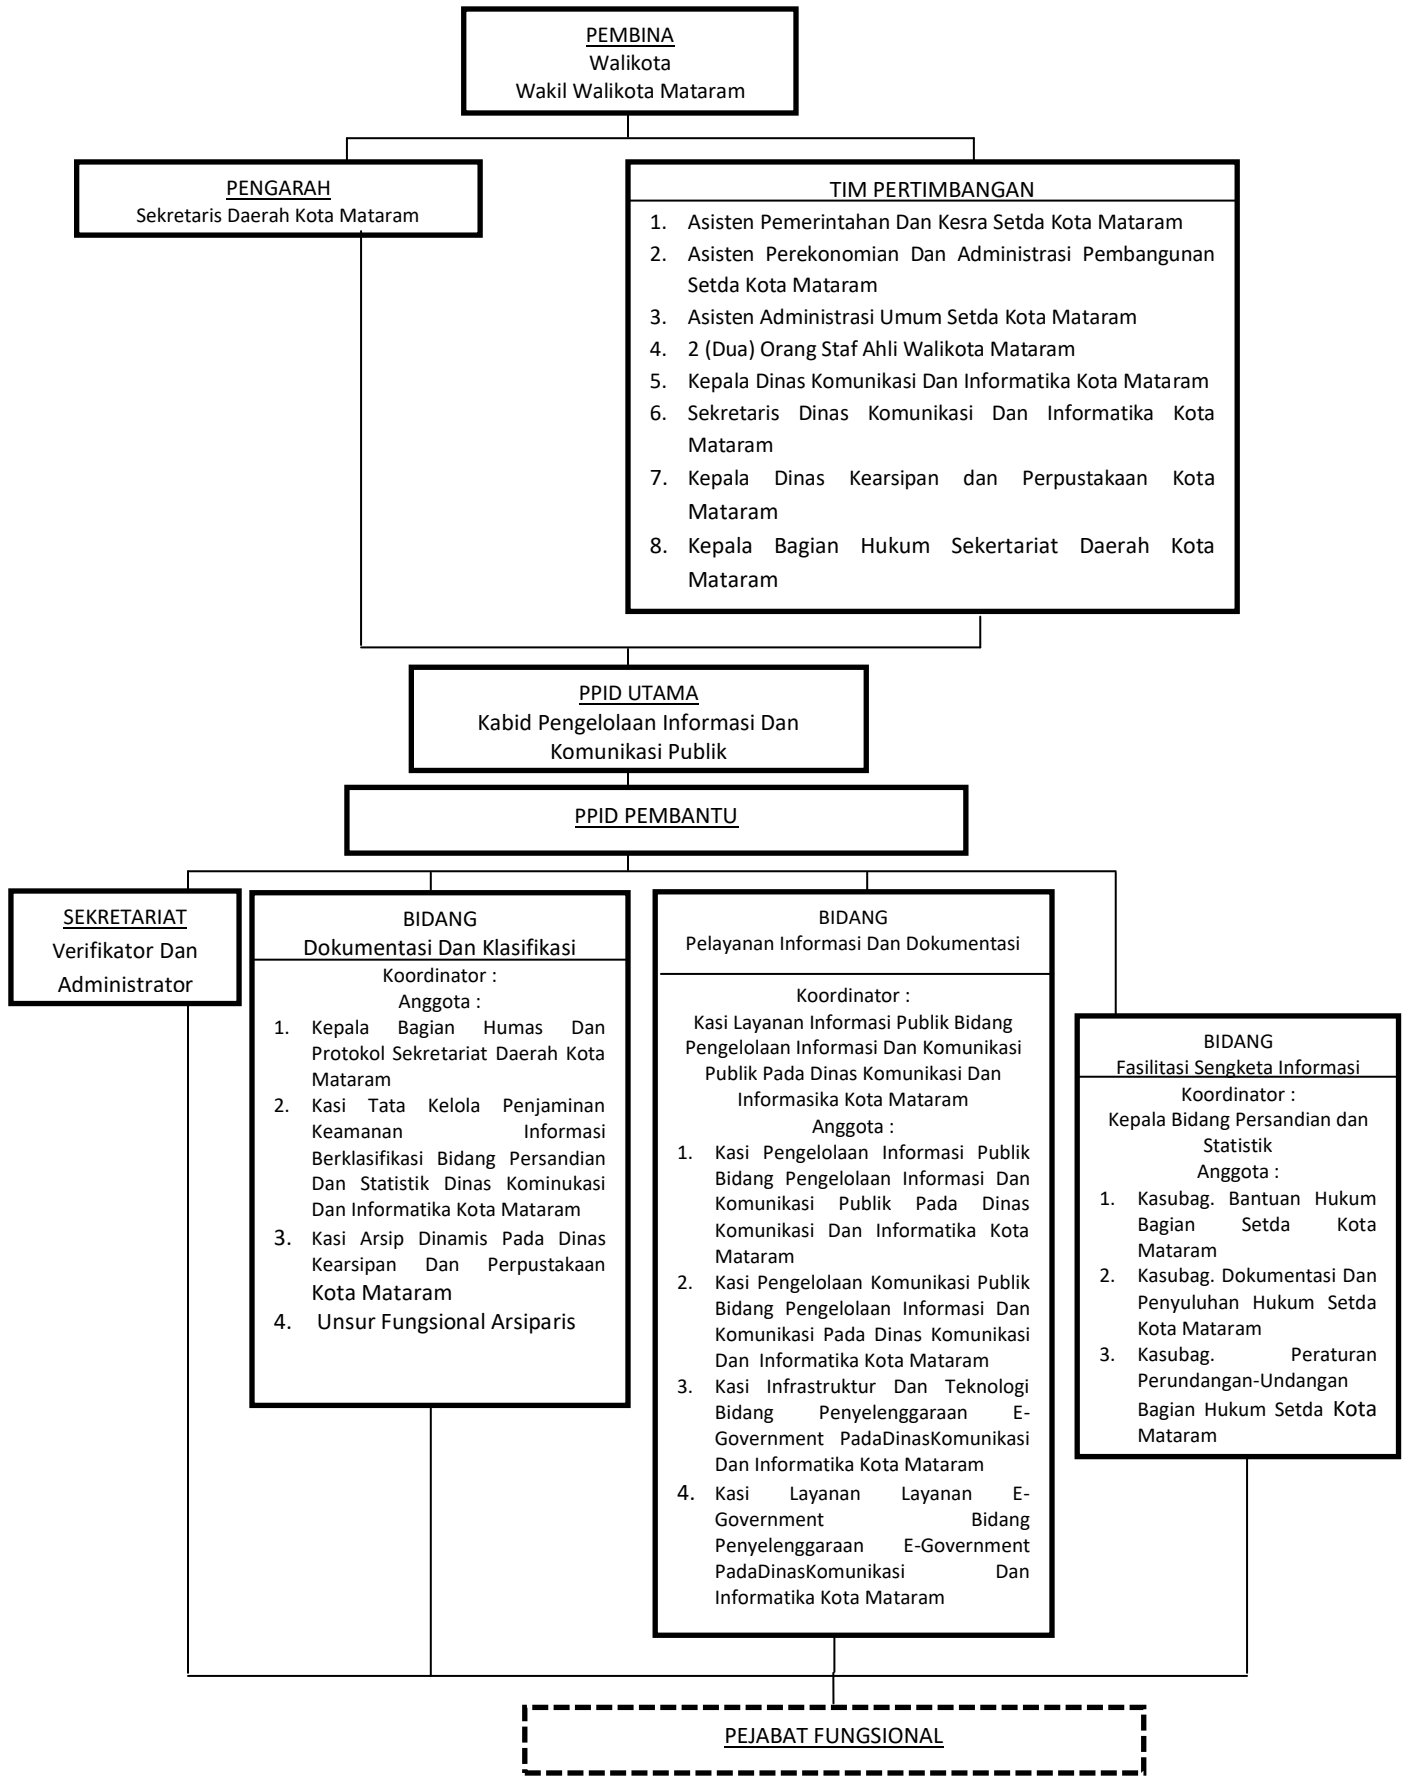 PEMBINA
Walikota
Wakil Walikota Mataram
PENGARAH
Sekretaris Daerah Kota Mataram
TIM PERTIMBANGAN
1. Asisten Pemerintahan Dan Kesra Setda Kota Mataram
2. Asisten Perekonomian Dan Administrasi Pembangunan
Setda Kota Mataram
3. Asisten Administrasi Umum Setda Kota Mataram
4. 2 (Dua) Orang Staf Ahli Walikota Mataram
5. Kepala Dinas Komunikasi Dan Informatika Kota Mataram
6. Sekretaris Dinas Komunikasi Dan Informatika Kota
Mataram
7. Kepala Dinas Kearsipan dan Perpustakaan Kota
Mataram
8. Kepala Bagian Hukum Sekertariat Daerah Kota
Mataram
PPID UTAMA
Kabid Pengelolaan Informasi Dan
Komunikasi Publik
PPID PEMBANTU
SEKRETARIAT
Verifikator Dan
Administrator
BIDANG
Dokumentasi Dan Klasifikasi
Koordinator :
Anggota :
1. Kepala Bagian Humas Dan
Protokol Sekretariat Daerah Kota
Mataram
2. Kasi Tata Kelola Penjaminan
Keamanan Informasi
Berklasifikasi Bidang Persandian
Dan Statistik Dinas Kominukasi
Dan Informatika Kota Mataram
3. Kasi Arsip Dinamis Pada Dinas
Kearsipan Dan Perpustakaan
Kota Mataram
4. Unsur Fungsional Arsiparis
BIDANG
Pelayanan Informasi Dan Dokumentasi
Koordinator :
Kasi Layanan Informasi Publik Bidang
Pengelolaan Informasi Dan Komunikasi
Publik Pada Dinas Komunikasi Dan
Informasika Kota Mataram
Anggota :
1. Kasi Pengelolaan Informasi Publik
Bidang Pengelolaan Informasi Dan
Komunikasi Publik Pada Dinas
Komunikasi Dan Informatika Kota
Mataram
2. Kasi Pengelolaan Komunikasi Publik
Bidang Pengelolaan Informasi Dan
Komunikasi Pada Dinas Komunikasi
Dan Informatika Kota Mataram
3. Kasi Infrastruktur Dan Teknologi
Bidang Penyelenggaraan E-
Government PadaDinasKomunikasi
Dan Informatika Kota Mataram
4. Kasi Layanan Layanan E-
Government Bidang
Penyelenggaraan E-Government
PadaDinasKomunikasi Dan
Informatika Kota Mataram
BIDANG
Fasilitasi Sengketa Informasi
Koordinator :
Kepala Bidang Persandian dan
Statistik
Anggota :
1. Kasubag. Bantuan Hukum
Bagian Setda Kota
Mataram
2. Kasubag. Dokumentasi Dan
Penyuluhan Hukum Setda
Kota Mataram
3. Kasubag. Peraturan
Perundangan-Undangan
Bagian Hukum Setda Kota
Mataram
PEJABAT FUNGSIONAL